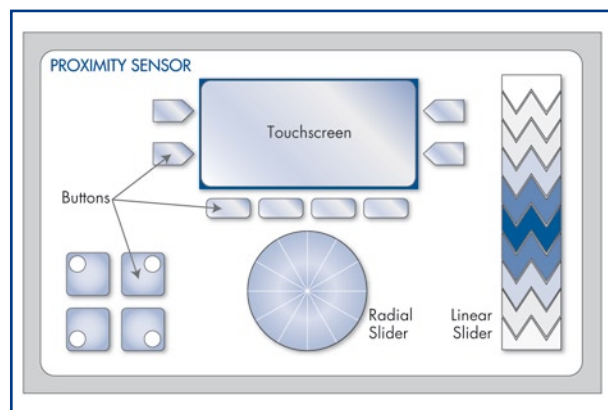 PROXIMITY SENSOR
Touchscreen
Buttons
Radial
Slider
Linear
Slider